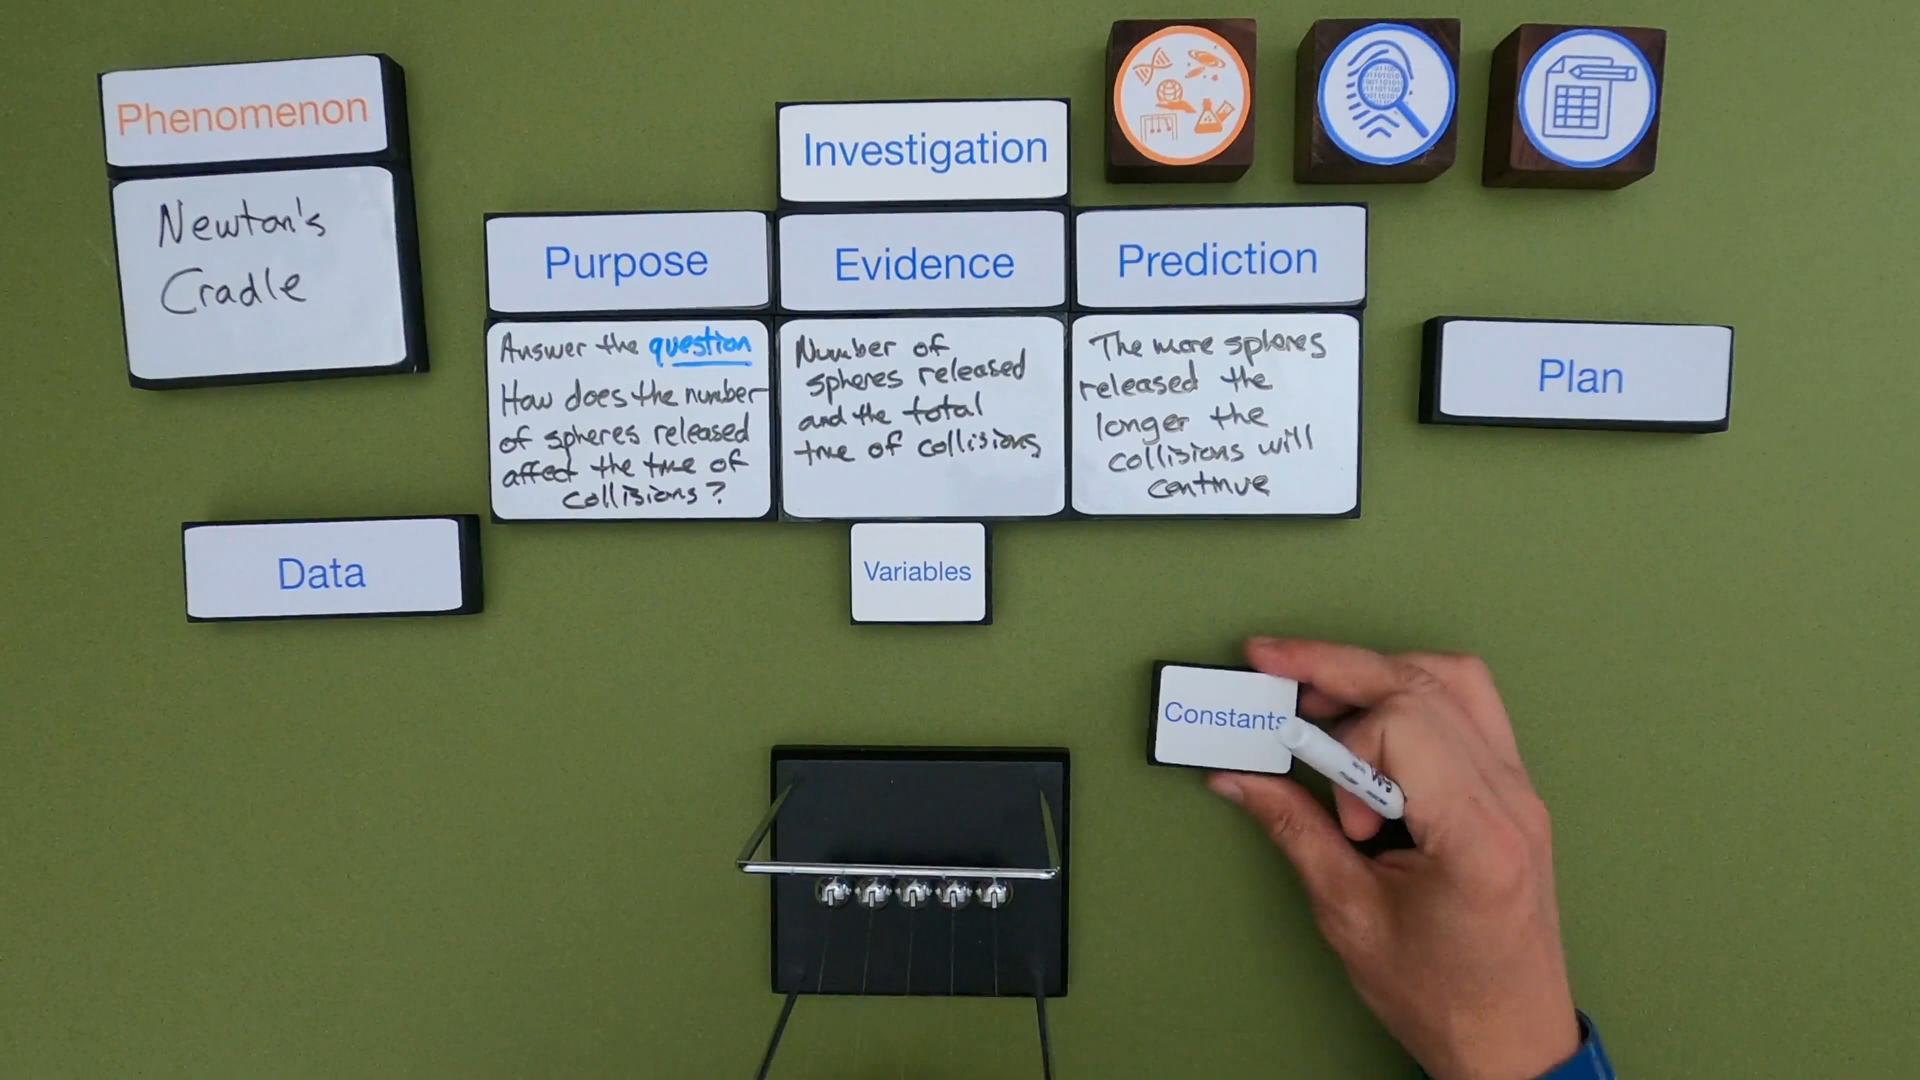 Phenomenon
Newton's
Cradle
Investigation
Purpose
Answer the question
How does the number
of spheres released
affect the time of
collisions?
Evidence
Number of
spheres released
and the total
time of collisions
Prediction
The more spheres
released the
longer the
collisions will
continue
Plan
Data
Variables
Constants